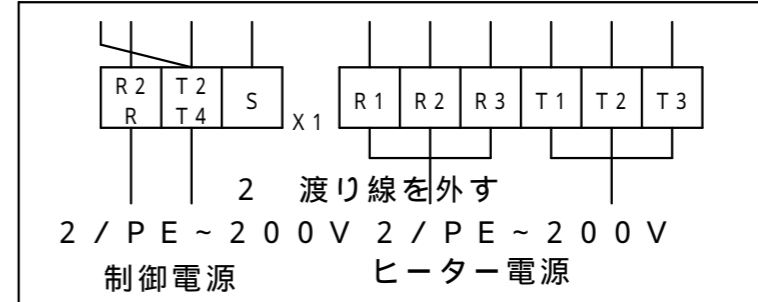 R2 T2 S R1 R2 R3 T1 T2 T3
R T4 X1
2 渡り線を外す
2/PE~200V 2/PE~200V
制御電源 ヒーター電源